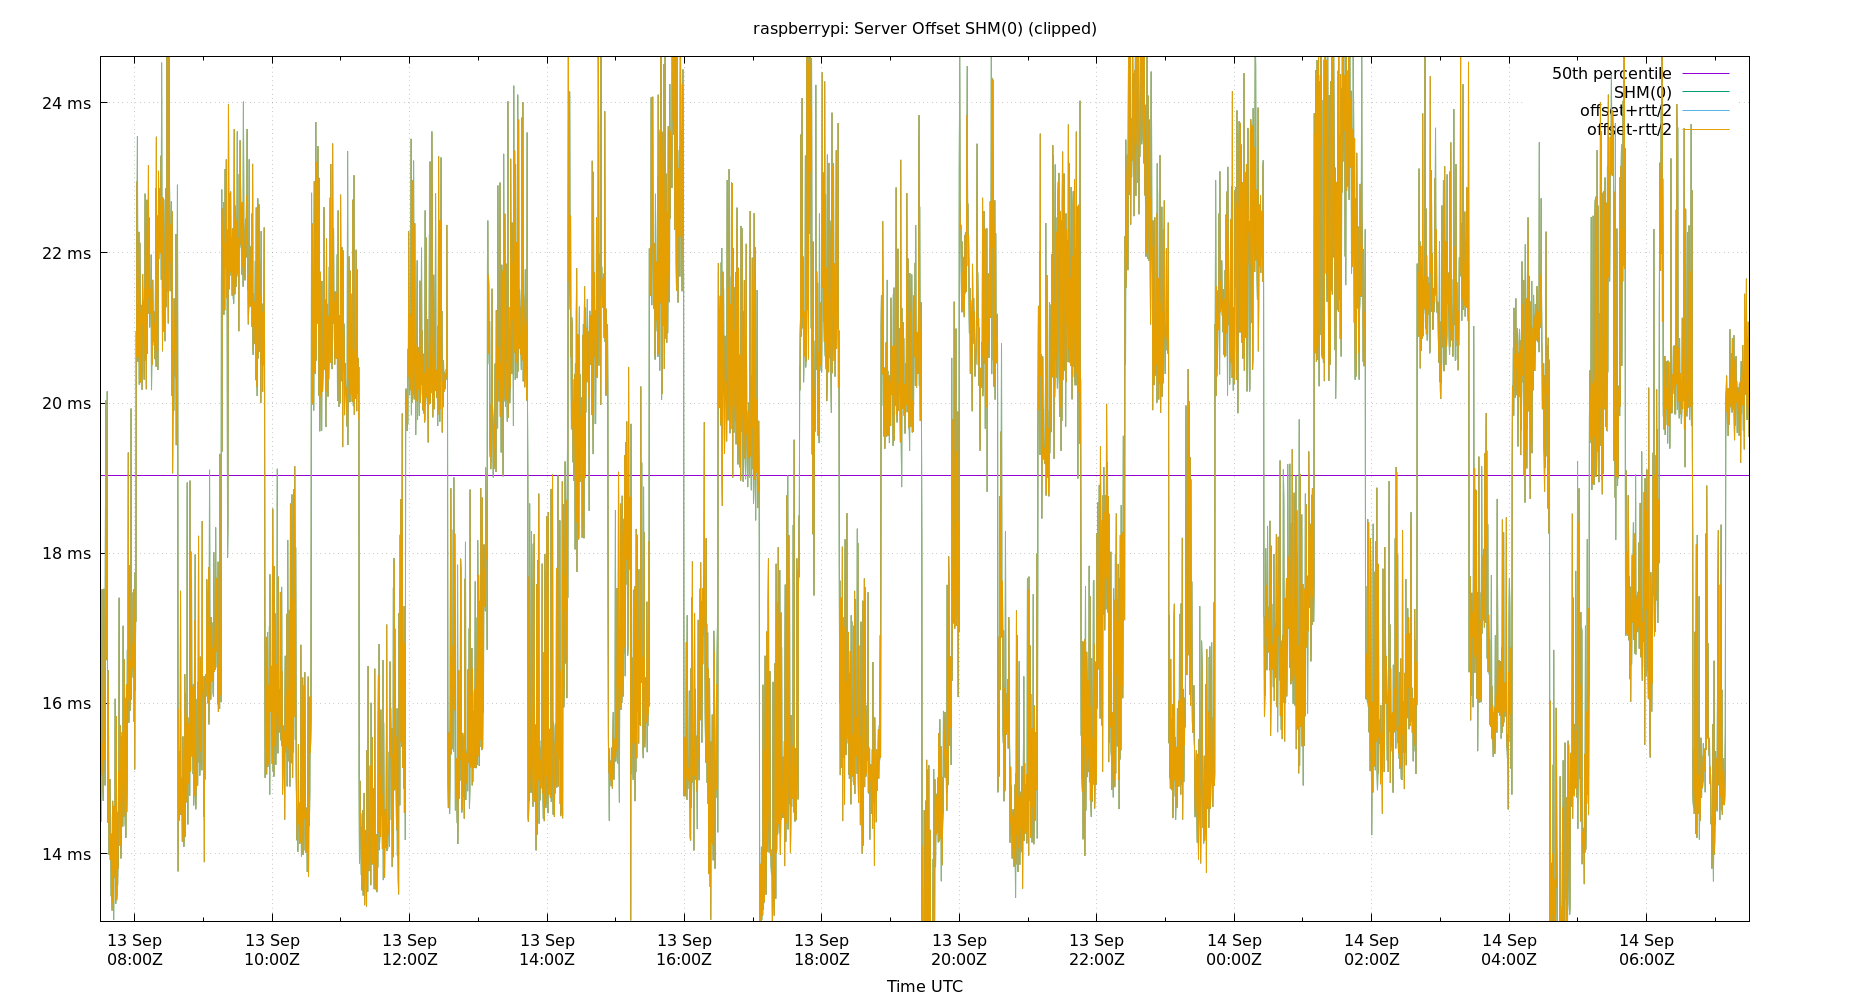 raspberrypi: Server Offset SHM(0) (clipped)
50th percentile
SHM(0)
offset+rtt/2
offset-rtt/2
24 ms
22 ms
20 ms
18 ms
16 ms
14 ms
13 Sep 13 Sep 13 Sep 13 Sep 13 Sep 13 Sep 13 Sep 13 Sep 14 Sep 14 Sep 14 Sep 14 Sep
08:00Z 10:00Z 12:00Z 14:00Z 16:00Z 18:00Z 20:00Z 22:00Z 00:00Z 02:00Z 04:00Z 06:00Z
Time UTC